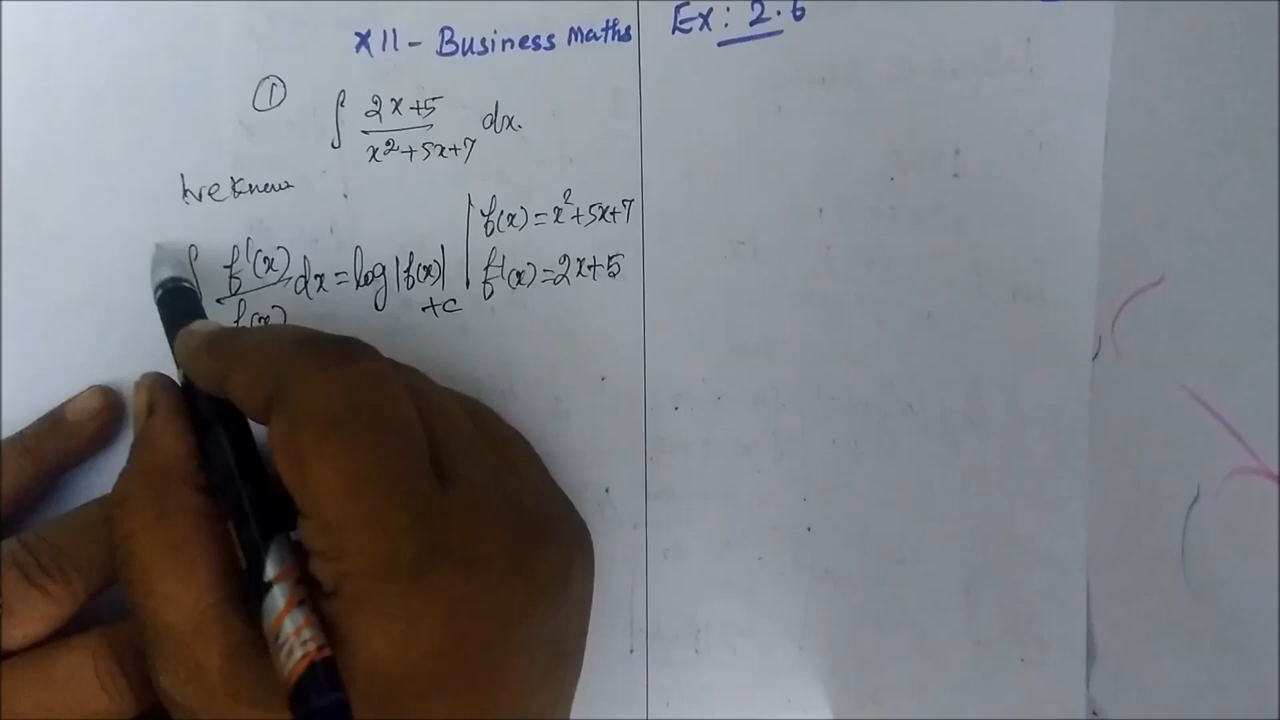 XII - Business Maths
Ex: 2.6
① ∫ 2x+5 / x²+5x+7 dx.
We know
∫ f'(x) / f(x) dx = log|f(x)| +c
f(x) = x²+5x+7
f'(x) = 2x+5